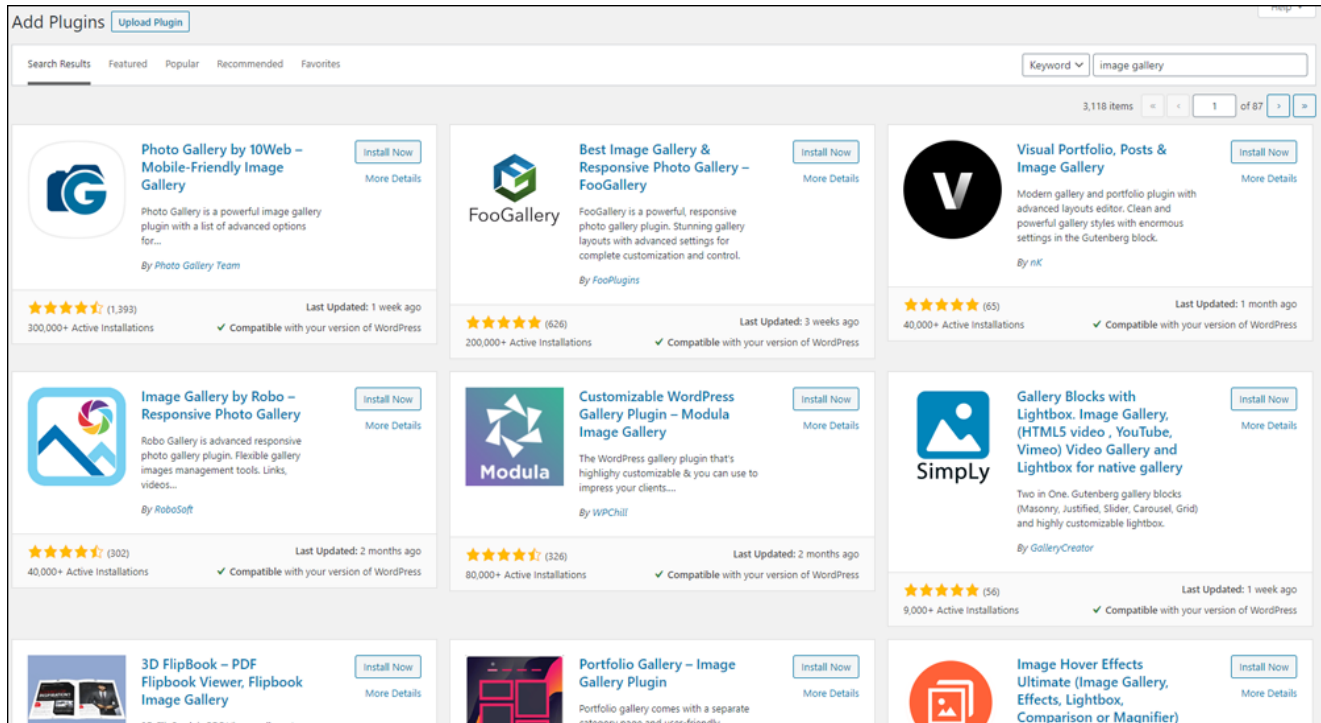 Help
Add Plugins Upload Plugin
Search Results Featured Popular Recommended Favorites
Keyword image gallery
3,118 items « ‹ 1 of 87 › »
Photo Gallery by 10Web –
Mobile-Friendly Image
Gallery
Install Now
More Details
Photo Gallery is a powerful image gallery
plugin with a list of advanced options
for...
By Photo Gallery Team
(1,393)
300,000+ Active Installations
Last Updated: 1 week ago
Compatible with your version of WordPress
FooGallery
Best Image Gallery &
Responsive Photo Gallery –
FooGallery
Install Now
More Details
FooGallery is a powerful, responsive
photo gallery plugin. Stunning gallery
layouts with advanced settings for
complete customization and control.
By FooPlugins
(626)
200,000+ Active Installations
Last Updated: 3 weeks ago
Compatible with your version of WordPress
V
Visual Portfolio, Posts &
Image Gallery
Install Now
More Details
Modern gallery and portfolio plugin with
advanced layouts editor. Clean and
powerful gallery styles with enormous
settings in the Gutenberg block.
By nK
(65)
40,000+ Active Installations
Last Updated: 1 month ago
Compatible with your version of WordPress
Image Gallery by Robo –
Responsive Photo Gallery
Install Now
More Details
Robo Gallery is advanced responsive
photo gallery plugin. Flexible gallery
images management tools. Links,
videos...
By RoboSoft
(302)
40,000+ Active Installations
Last Updated: 2 months ago
Compatible with your version of WordPress
Modula
Customizable WordPress
Gallery Plugin – Modula
Image Gallery
Install Now
More Details
The WordPress gallery plugin that's
highlighy customizable & you can use to
impress your clients....
By WPChill
(326)
80,000+ Active Installations
Last Updated: 2 months ago
Compatible with your version of WordPress
SimpLy
Gallery Blocks with
Lightbox. Image Gallery,
(HTML5 video , YouTube,
Vimeo) Video Gallery and
Lightbox for native gallery
Install Now
More Details
Two in One. Gutenberg gallery blocks
(Masonry, Justified, Slider, Carousel, Grid)
and highly customizable lightbox.
By GalleryCreator
(56)
9,000+ Active Installations
Last Updated: 1 week ago
Compatible with your version of WordPress
3D FlipBook – PDF
Flipbook Viewer, Flipbook
Image Gallery
Install Now
More Details
Portfolio Gallery – Image
Gallery Plugin
Install Now
More Details
Portfolio gallery comes with a separate
category page and user-friendly
Image Hover Effects
Ultimate (Image Gallery,
Effects, Lightbox,
Comparison or Magnifier)
Install Now
More Details